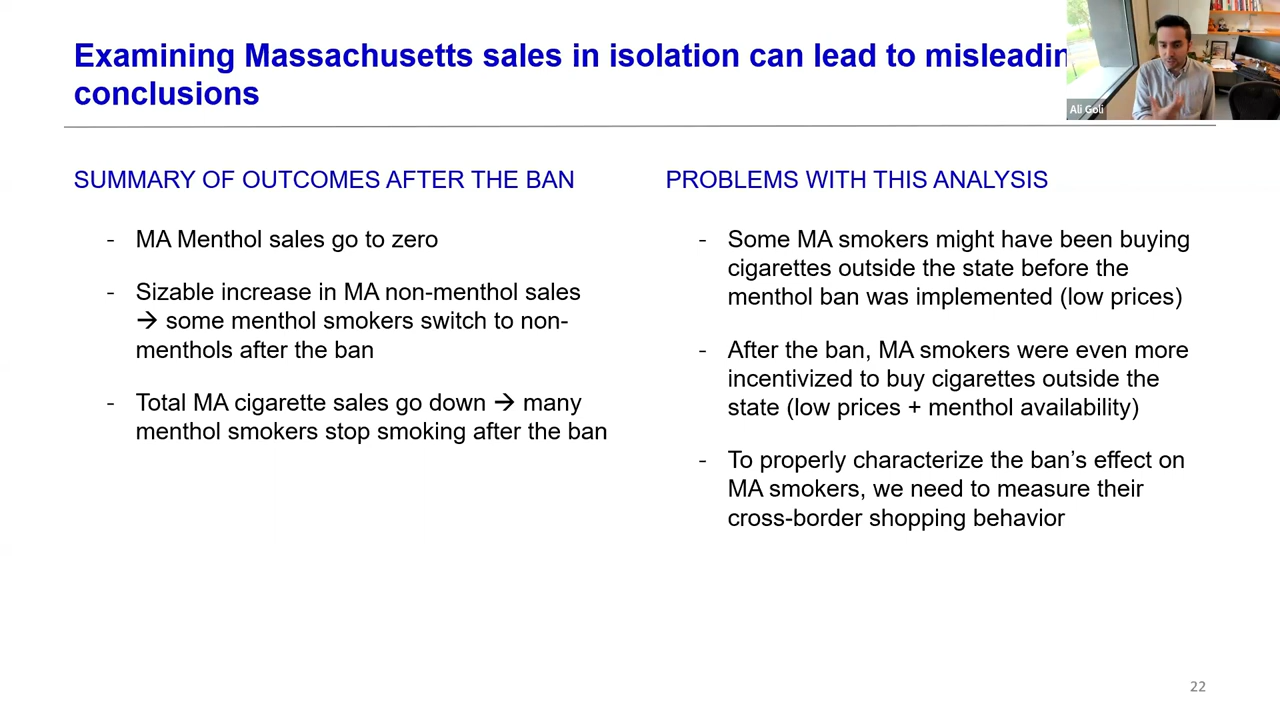 Examining Massachusetts sales in isolation can lead to misleadin
conclusions
Ali Goli
SUMMARY OF OUTCOMES AFTER THE BAN
- MA Menthol sales go to zero
- Sizable increase in MA non-menthol sales
→ some menthol smokers switch to non-
menthols after the ban
- Total MA cigarette sales go down → many
menthol smokers stop smoking after the ban
PROBLEMS WITH THIS ANALYSIS
- Some MA smokers might have been buying
cigarettes outside the state before the
menthol ban was implemented (low prices)
- After the ban, MA smokers were even more
incentivized to buy cigarettes outside the
state (low prices + menthol availability)
- To properly characterize the ban’s effect on
MA smokers, we need to measure their
cross-border shopping behavior
22